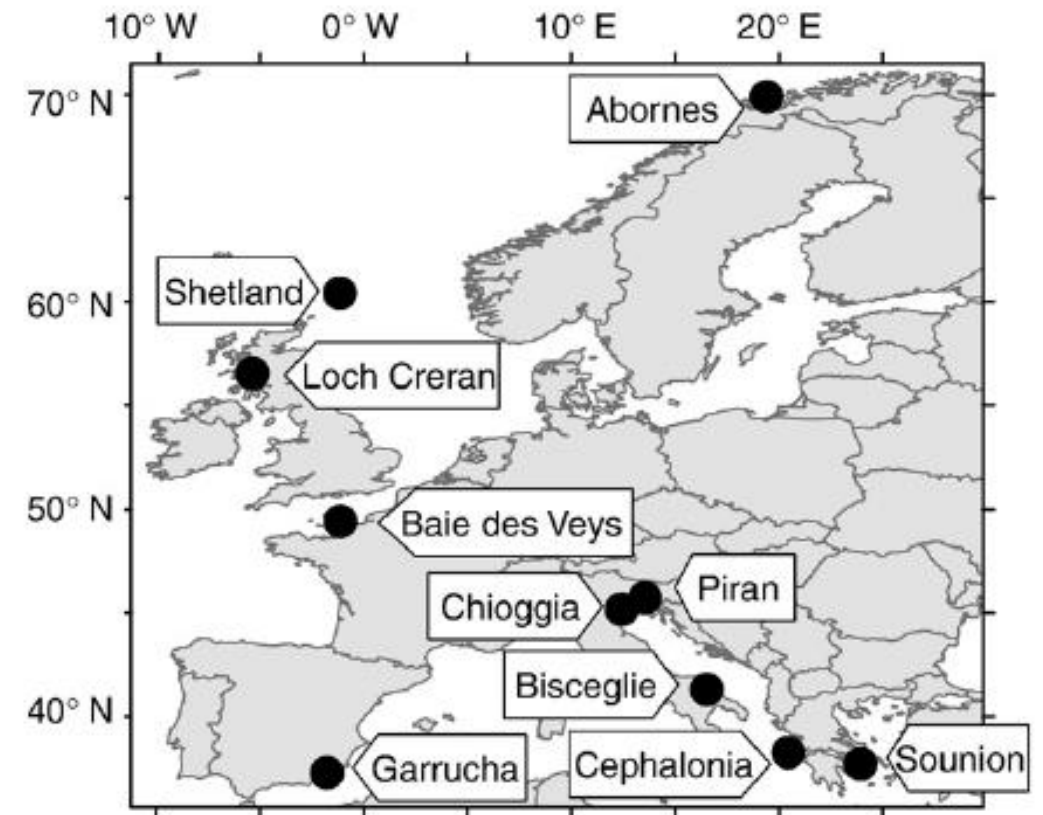 10° W 0° W 10° E 20° E
70° N
Abornes
Shetland
60° N
Loch Creran
50° N
Baie des Veys
Piran
Chioggia
Bisceglie
40° N
Garrucha
Cephalonia
Sounion